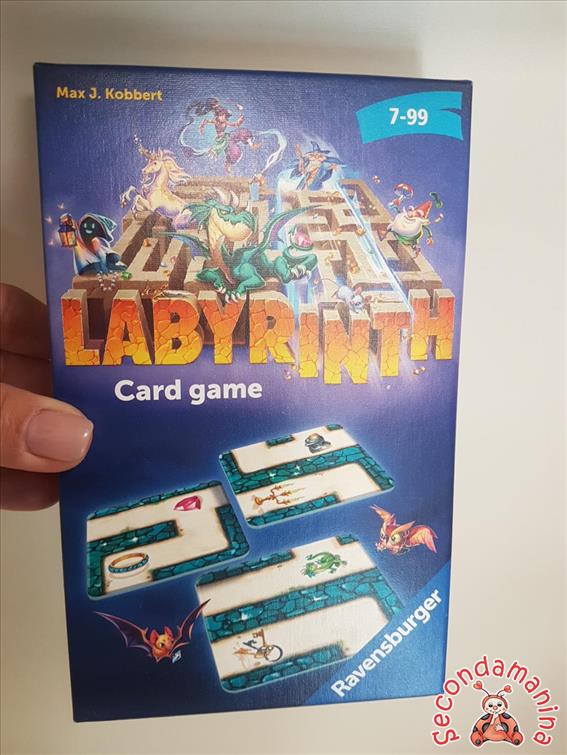 Max J. Kobbert
7-99
LABYRINTH
Card game
Ravensburger
Secondamanina